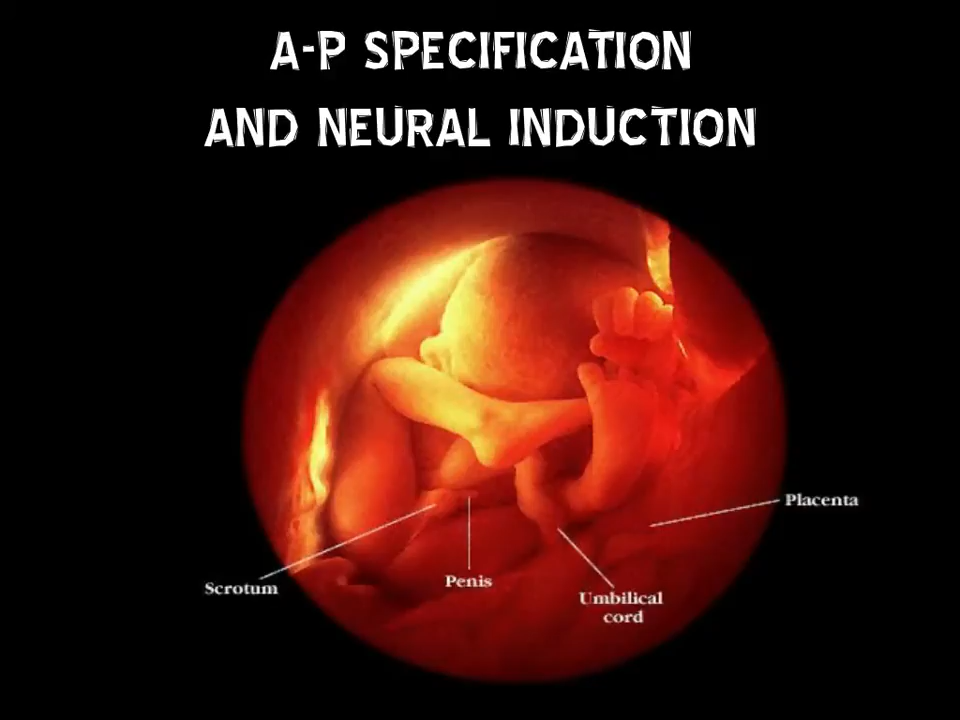 A-P SPECIFICATION
AND NEURAL INDUCTION
Placenta
Scrotum
Penis
Umbilical
cord